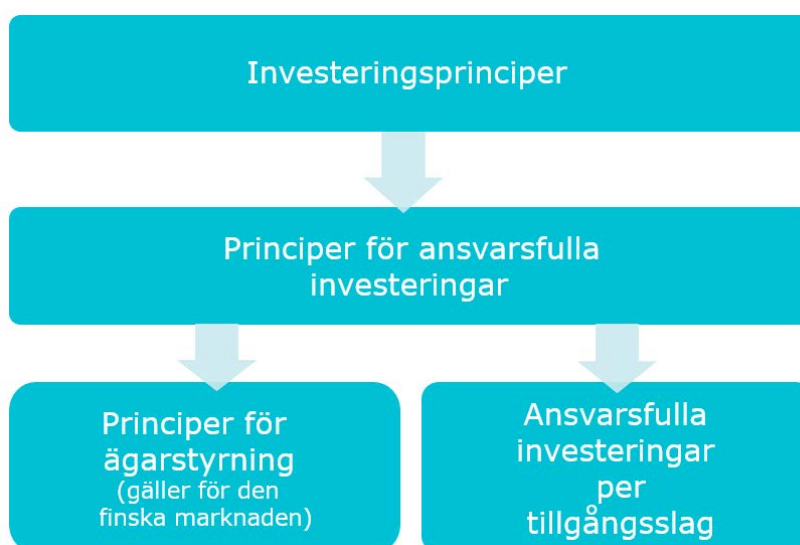 Investeringsprinciper
Principer för ansvarsfulla
investeringar
Principer för
ägarstyrning
(gäller för den
finska marknaden)
Ansvarsfulla
investeringar
per
tillgångsslag